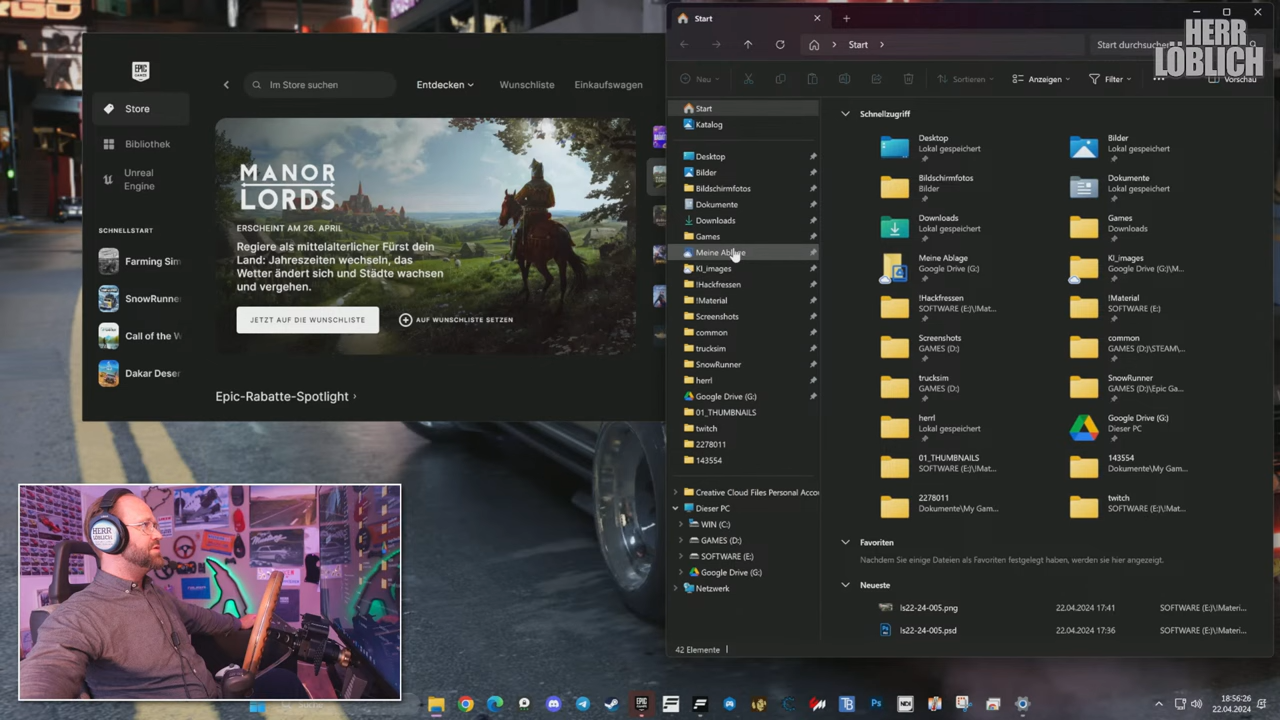 EPIC
GAMES
Im Store suchen
Entdecken
Wunschliste
Einkaufswagen
Store
Bibliothek
Unreal
Engine
SCHNELLSTART
Farming Sim
SnowRunne
Call of the W
Dakar Deser
MANOR
LORDS
ERSCHEINT AM 26. APRIL
Regiere als mittelalterlicher Fürst dein
Land: Jahreszeiten wechseln, das
Wetter ändert sich und Städte wachsen
und vergehen.
JETZT AUF DIE WUNSCHLISTE
AUF WUNSCHLISTE SETZEN
Epic-Rabatte-Spotlight
Start
Start
Start durchsuchen
HERR
LÖBLICH
Neu
Sortieren
Anzeigen
Filter
Vorschau
Start
Katalog
Desktop
Bilder
Bildschirmfotos
Dokumente
Downloads
Games
Meine Ablage
KI_images
!Hackfressen
!Material
Screenshots
common
trucksim
SnowRunner
herrl
Google Drive (G:)
01_THUMBNAILS
twitch
2278011
143554
Creative Cloud Files Personal Accou
Dieser PC
WIN (C:)
GAMES (D:)
SOFTWARE (E:)
Google Drive (G:)
Netzwerk
42 Elemente
Schnellzugriff
Desktop
Lokal gespeichert
Bilder
Lokal gespeichert
Bildschirmfotos
Bilder
Dokumente
Lokal gespeichert
Downloads
Lokal gespeichert
Games
Downloads
Meine Ablage
Google Drive (G:)
KI_images
Google Drive (G:)\M...
!Hackfressen
SOFTWARE (E:)\!Mat...
!Material
SOFTWARE (E:)
Screenshots
GAMES (D:)
common
GAMES (D:)\STEAM\...
trucksim
GAMES (D:)
SnowRunner
GAMES (D:)\Epic Ga...
herrl
Lokal gespeichert
Google Drive (G:)
Dieser PC
01_THUMBNAILS
SOFTWARE (E:)\!Mat...
143554
Dokumente\My Gam...
2278011
Dokumente\My Gam...
twitch
SOFTWARE (E:)\!Mat...
Favoriten
Nachdem Sie einige Dateien als Favoriten festgelegt haben, werden sie hier angezeigt.
Neueste
ls22-24-005.png
22.04.2024 17:41
SOFTWARE (E:)\!Materi...
ls22-24-005.psd
22.04.2024 17:36
SOFTWARE (E:)\!Materi...
HERR
LÖBLICH
Suche
EPIC
NDI
18:56:26
22.04.2024